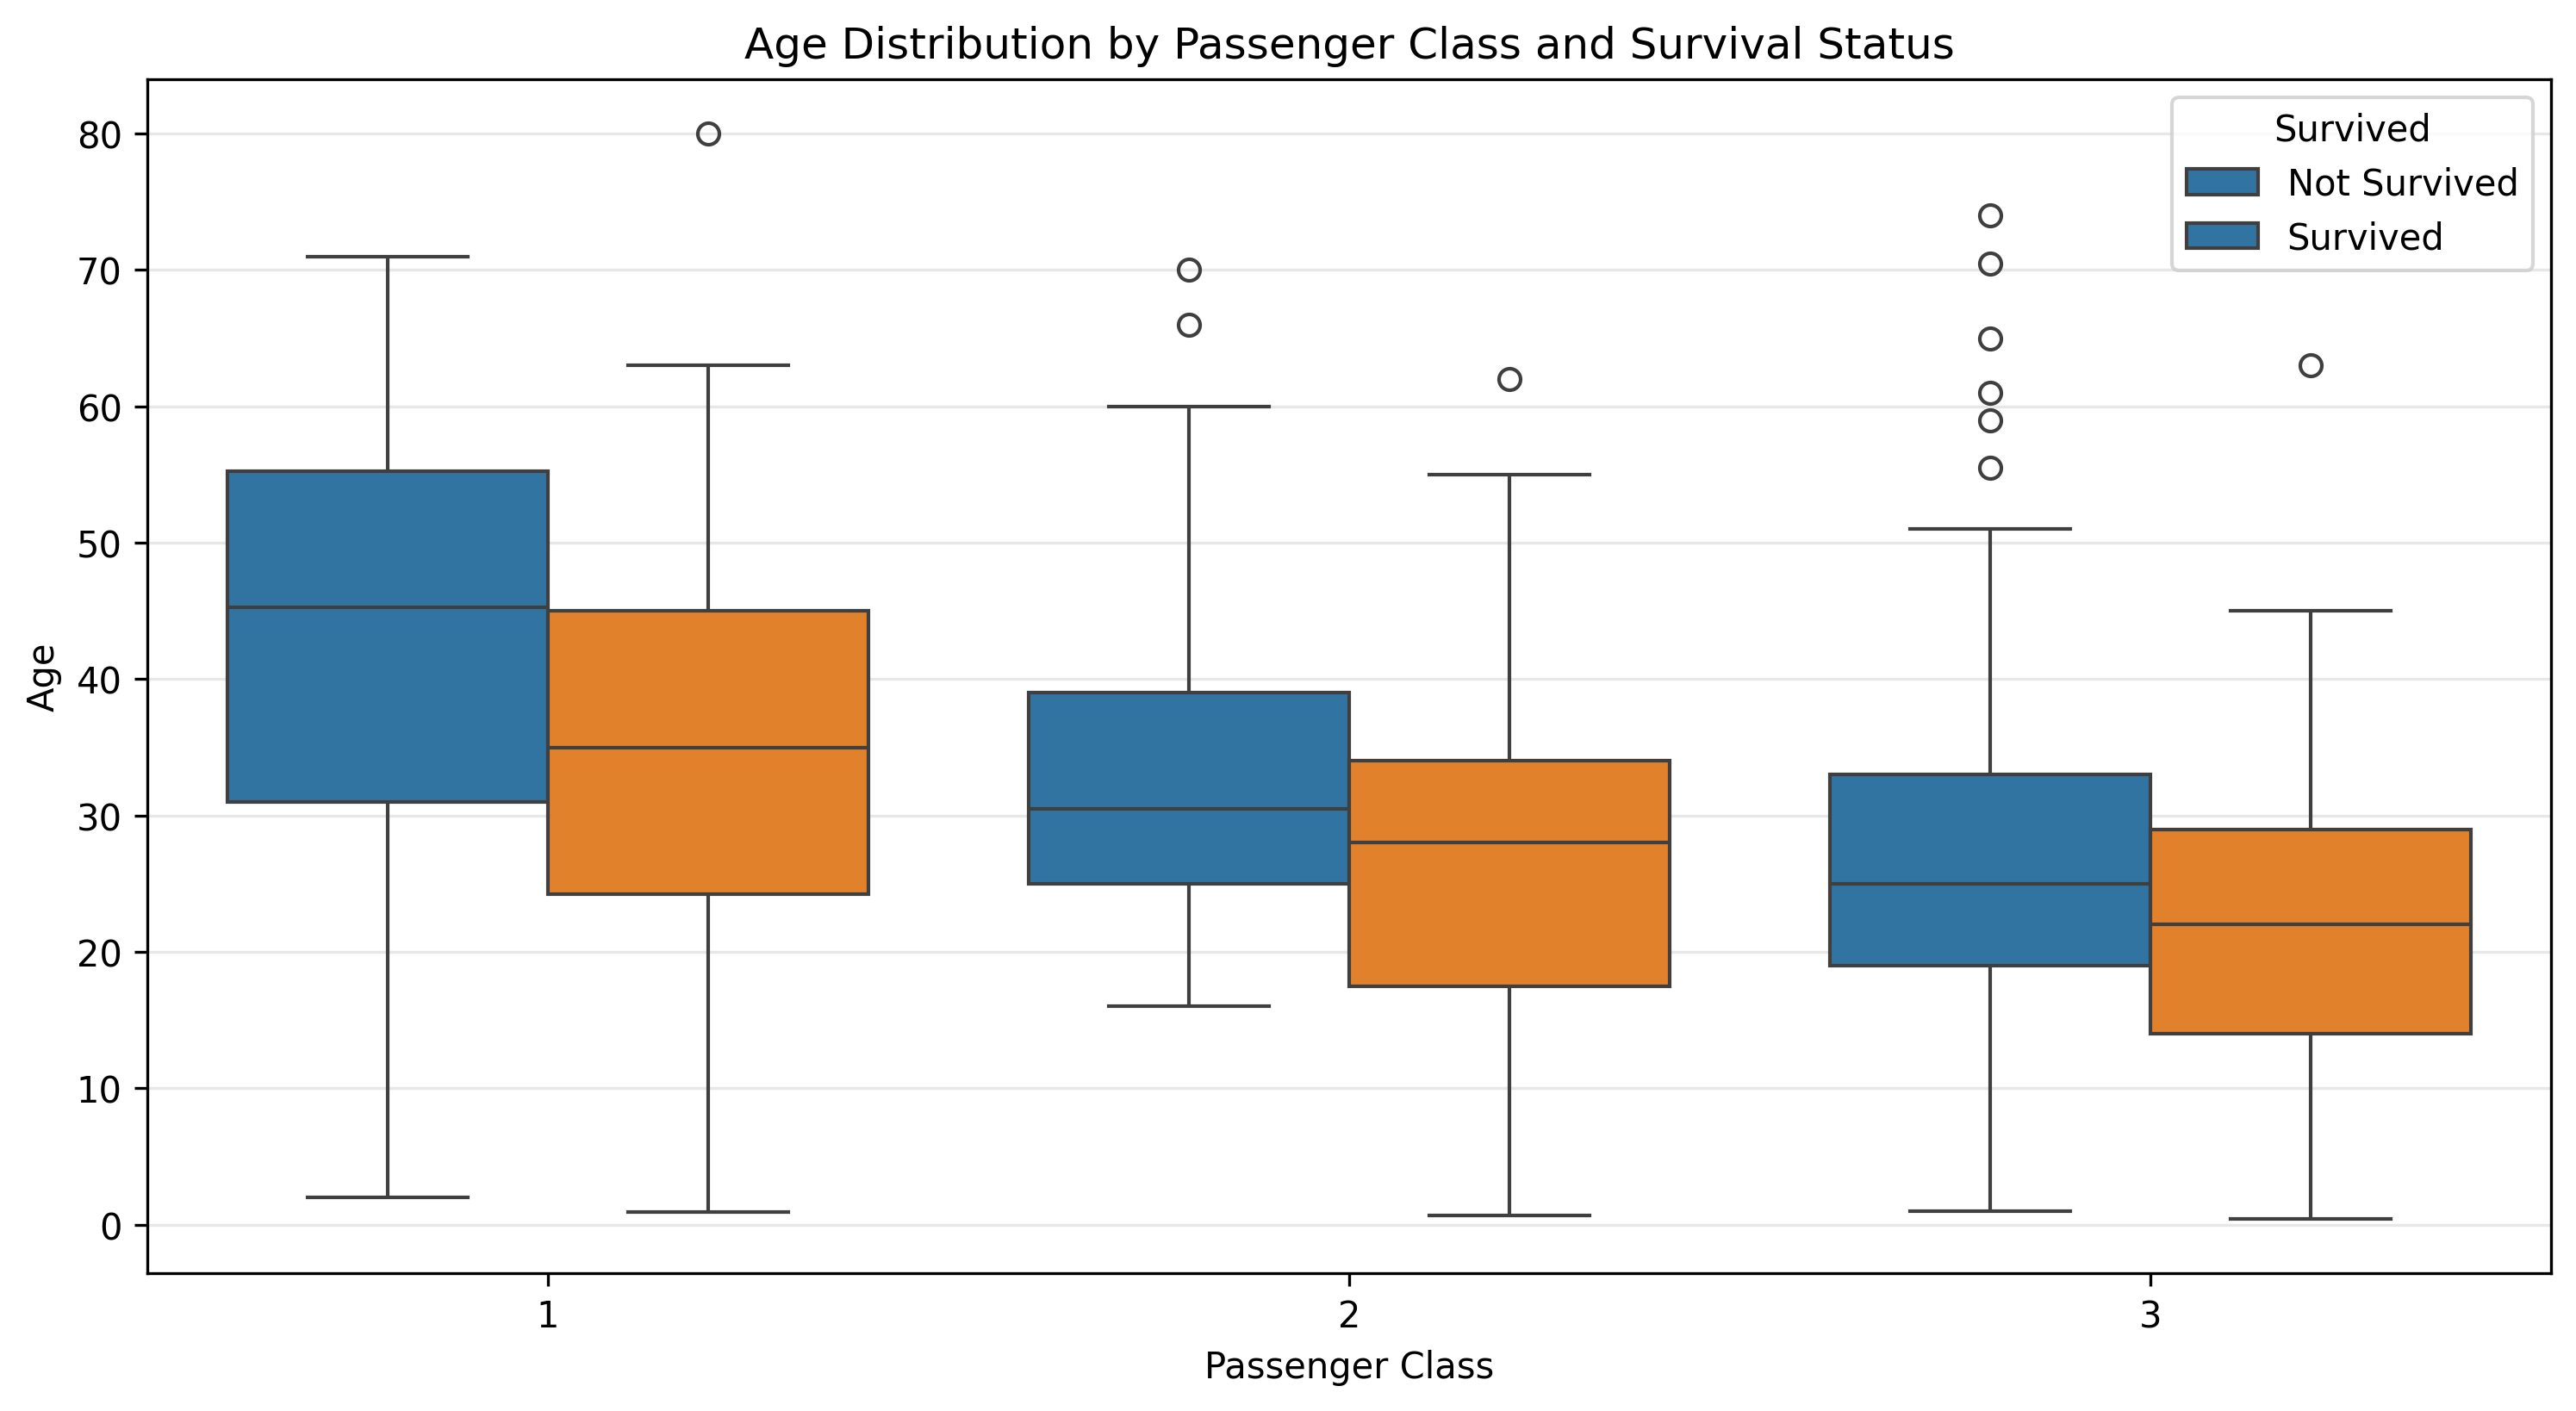 Age Distribution by Passenger Class and Survival Status
Survived
Not Survived
Survived
80
70
60
50
40
30
20
10
0
Age
1
2
3
Passenger Class